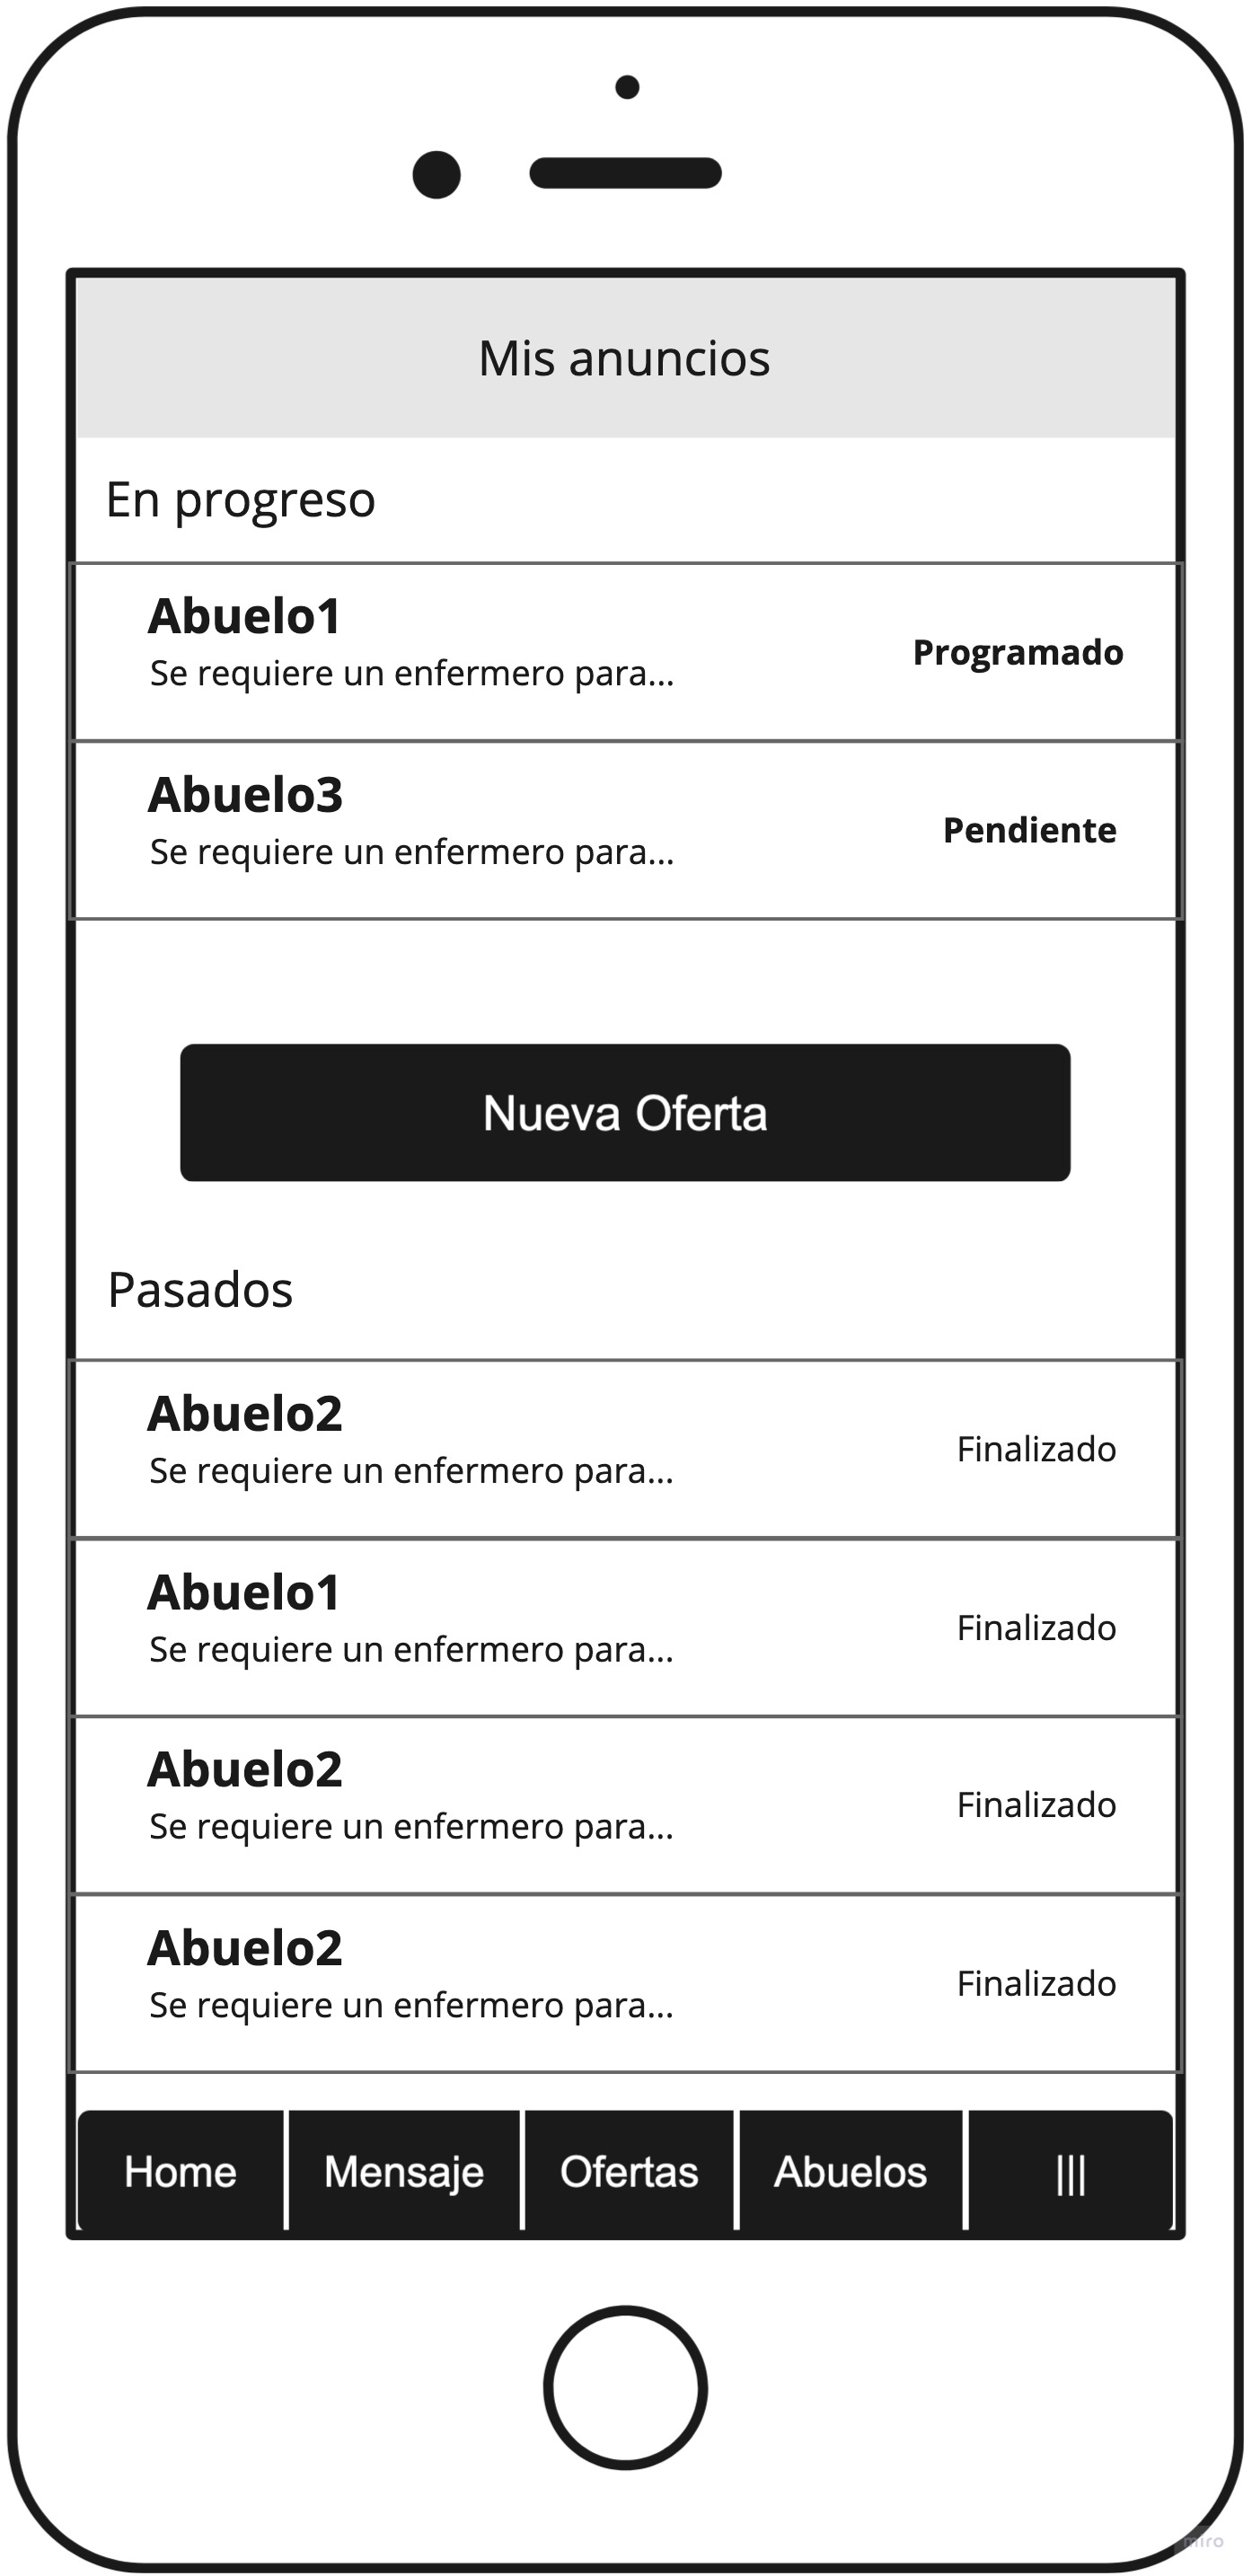 Mis anuncios
En progreso
Abuelo1
Se requiere un enfermero para...
Programado
Abuelo3
Se requiere un enfermero para...
Pendiente
Nueva Oferta
Pasados
Abuelo2
Se requiere un enfermero para...
Finalizado
Abuelo1
Se requiere un enfermero para...
Finalizado
Abuelo2
Se requiere un enfermero para...
Finalizado
Abuelo2
Se requiere un enfermero para...
Finalizado
Home Mensaje Ofertas Abuelos |||
miro